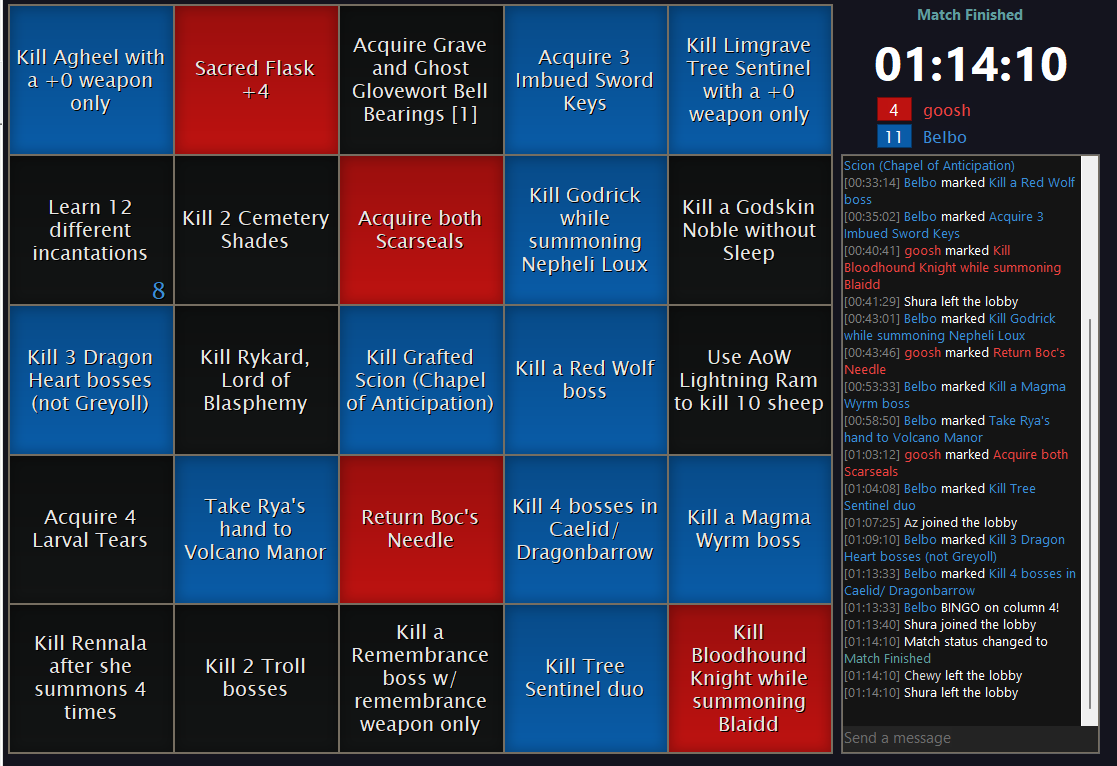 Kill Agheel with
a +0 weapon
only
Sacred Flask
+4
Acquire Grave
and Ghost
Glovewort Bell
Bearings [1]
Acquire 3
Imbued Sword
Keys
Kill Limgrave
Tree Sentinel
with a +0
weapon only
Learn 12
different
incantations
8
Kill 2 Cemetery
Shades
Acquire both
Scarseals
Kill Godrick
while
summoning
Nepheli Loux
Kill a Godskin
Noble without
Sleep
Kill 3 Dragon
Heart bosses
(not Greyoll)
Kill Rykard,
Lord of
Blasphemy
Kill Grafted
Scion (Chapel
of Anticipation)
Kill a Red Wolf
boss
Use AoW
Lightning Ram
to kill 10 sheep
Acquire 4
Larval Tears
Take Rya's
hand to
Volcano Manor
Return Boc's
Needle
Kill 4 bosses in
Caelid/
Dragonbarrow
Kill a Magma
Wyrm boss
Kill Rennala
after she
summons 4
times
Kill 2 Troll
bosses
Kill a
Remembrance
boss w/
remembrance
weapon only
Kill Tree
Sentinel duo
Kill
Bloodhound
Knight while
summoning
Blaidd
Match Finished
01:14:10
4 goosh
11 Belbo
Scion (Chapel of Anticipation)
[00:33:14] Belbo marked Kill a Red Wolf
boss
[00:35:02] Belbo marked Acquire 3
Imbued Sword Keys
[00:40:41] goosh marked Kill
Bloodhound Knight while summoning
Blaidd
[00:41:29] Shura left the lobby
[00:43:01] Belbo marked Kill Godrick
while summoning Nepheli Loux
[00:43:46] goosh marked Return Boc's
Needle
[00:53:33] Belbo marked Kill a Magma
Wyrm boss
[00:58:50] Belbo marked Take Rya's
hand to Volcano Manor
[01:03:12] goosh marked Acquire both
Scarseals
[01:04:08] Belbo marked Kill Tree
Sentinel duo
[01:07:25] Az joined the lobby
[01:09:10] Belbo marked Kill 3 Dragon
Heart bosses (not Greyoll)
[01:13:33] Belbo marked Kill 4 bosses in
Caelid/ Dragonbarrow
[01:13:33] Belbo BINGO on column 4!
[01:13:40] Shura joined the lobby
[01:14:10] Match status changed to
Match Finished
[01:14:10] Chewy left the lobby
[01:14:10] Shura left the lobby
Send a message